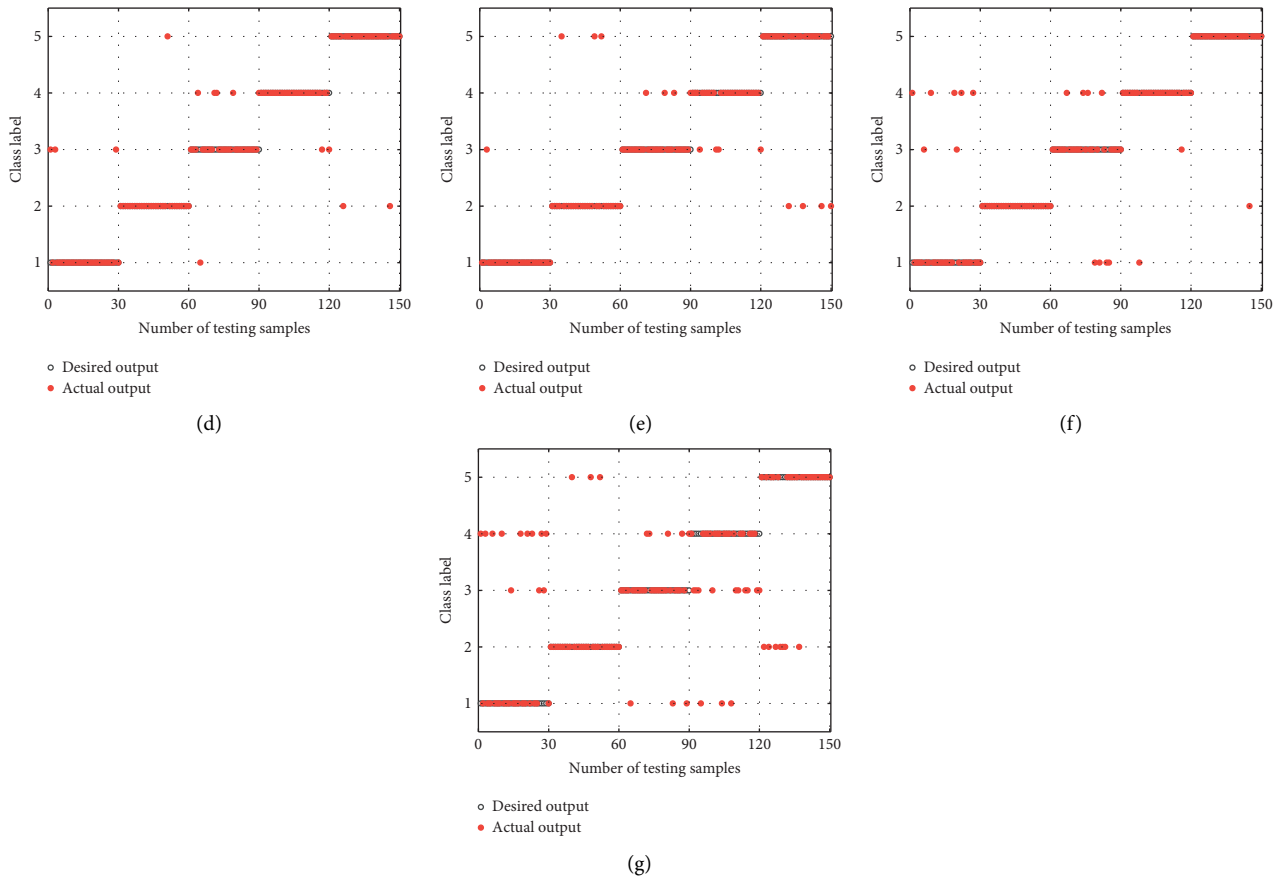 5
4
3
2
1
Class label
0 30 60 90 120 150
Number of testing samples
Desired output
Actual output
(d)
5
4
3
2
1
Class label
0 30 60 90 120 150
Number of testing samples
Desired output
Actual output
(e)
5
4
3
2
1
Class label
0 30 60 90 120 150
Number of testing samples
Desired output
Actual output
(f)
5
4
3
2
1
Class label
0 30 60 90 120 150
Number of testing samples
Desired output
Actual output
(g)